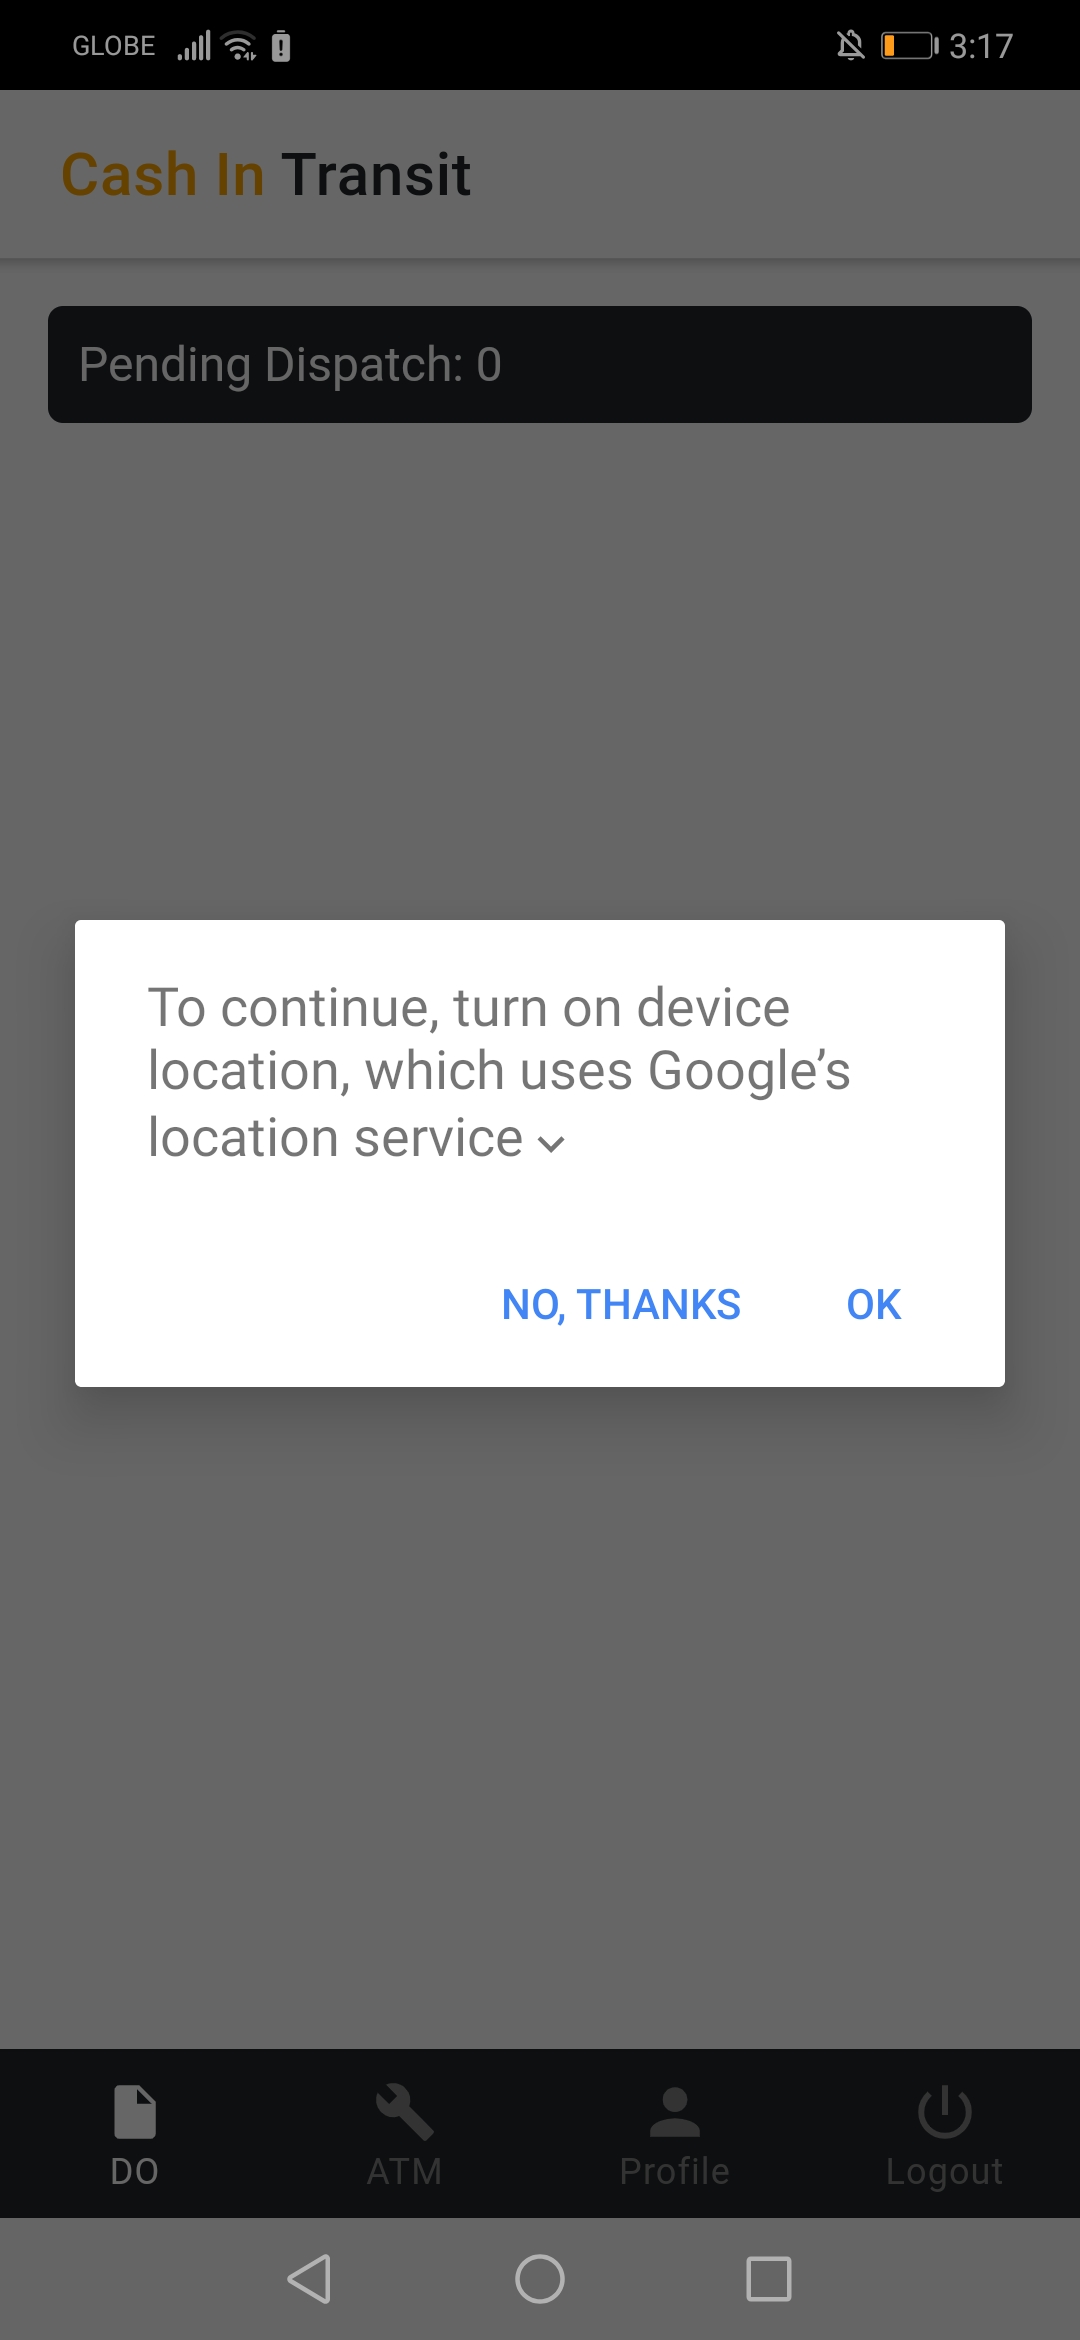 GLOBE 3:17
Cash In Transit
Pending Dispatch: 0
To continue, turn on device
location, which uses Google’s
location service
NO, THANKS OK
DO ATM Profile Logout